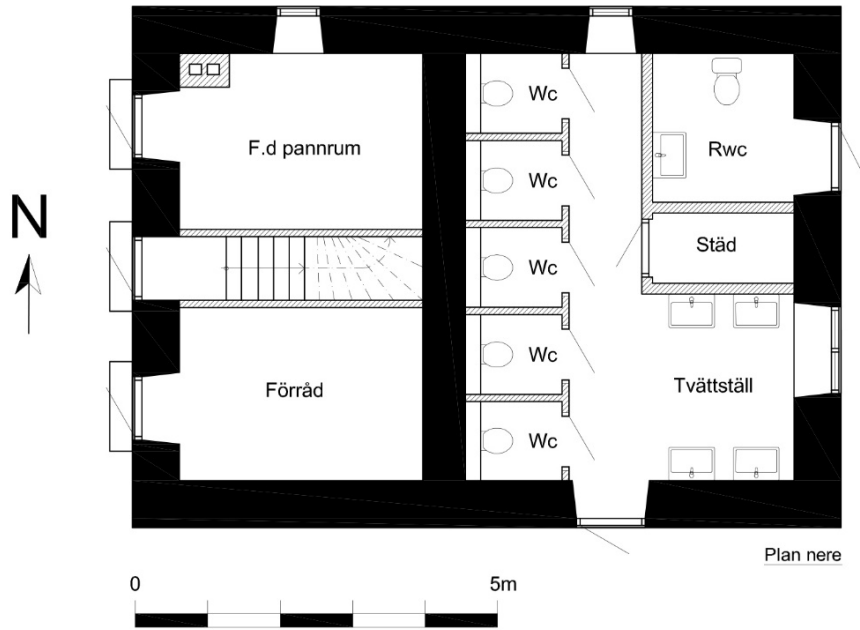 Wc
F.d pannrum
Rwc
Wc
N
Städ
Wc
Wc
Förråd
Tvättställ
Wc
Plan nere
0 5m